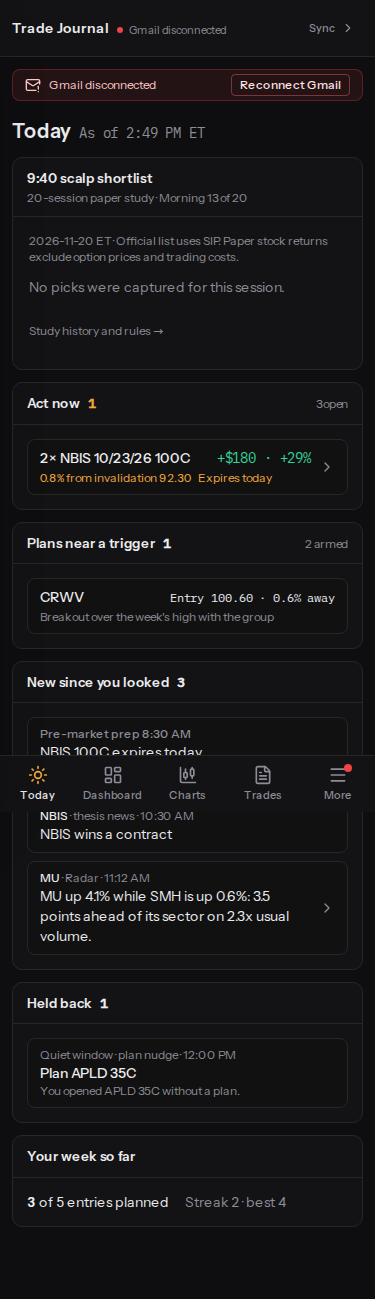 Trade Journal Gmail disconnected Sync
Gmail disconnected Reconnect Gmail
Today As of 2:49 PM ET
9:40 scalp shortlist
20-session paper study · Morning 13 of 20
2026-11-20 ET · Official list uses SIP. Paper stock returns
exclude option prices and trading costs.
No picks were captured for this session.
Study history and rules →
Act now 1 3 open
2× NBIS 10/23/26 100C +$180 · +29%
0.8% from invalidation 92.30 Expires today
Plans near a trigger 1 2 armed
CRWV Entry 100.60 · 0.6% away
Breakout over the week's high with the group
New since you looked 3
Pre-market prep 8:30 AM
NBIS 100C expires today
Today Dashboard Charts Trades More
NBIS · thesis news · 10:30 AM
NBIS wins a contract
MU · Radar · 11:12 AM
MU up 4.1% while SMH is up 0.6%: 3.5
points ahead of its sector on 2.3x usual
volume.
Held back 1
Quiet window · plan nudge · 12:00 PM
Plan APLD 35C
You opened APLD 35C without a plan.
Your week so far
3 of 5 entries planned Streak 2 · best 4